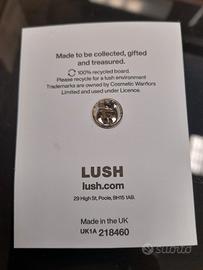 Made to be collected, gifted
and treasured.
100% recycled board.
Please recycle for a lush environment
Trademarks are owned by Cosmetic Warriors
Limited and used under Licence.
LUSH
lush.com
29 High St, Poole, BH15 1AB.
Made in the UK
UK1A 218460
subito